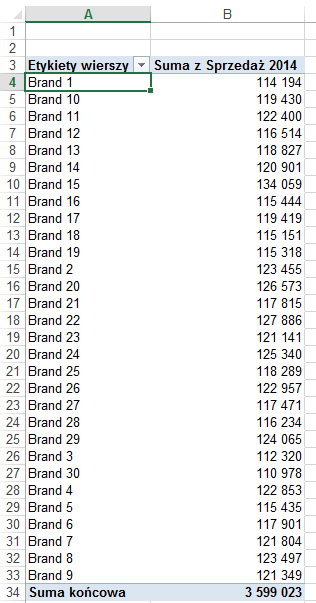 A B
1
2
3 Etykiety wierszy Suma z Sprzedaż 2014
4 Brand 1 114 194
5 Brand 10 119 430
6 Brand 11 122 400
7 Brand 12 116 514
8 Brand 13 118 827
9 Brand 14 120 901
10 Brand 15 134 059
11 Brand 16 115 444
12 Brand 17 119 419
13 Brand 18 115 151
14 Brand 19 115 318
15 Brand 2 123 455
16 Brand 20 126 573
17 Brand 21 117 815
18 Brand 22 127 886
19 Brand 23 121 141
20 Brand 24 125 340
21 Brand 25 118 289
22 Brand 26 122 957
23 Brand 27 117 471
24 Brand 28 116 234
25 Brand 29 124 065
26 Brand 3 112 320
27 Brand 30 110 978
28 Brand 4 122 853
29 Brand 5 115 435
30 Brand 6 117 901
31 Brand 7 121 804
32 Brand 8 123 497
33 Brand 9 121 349
34 Suma końcowa 3 599 023